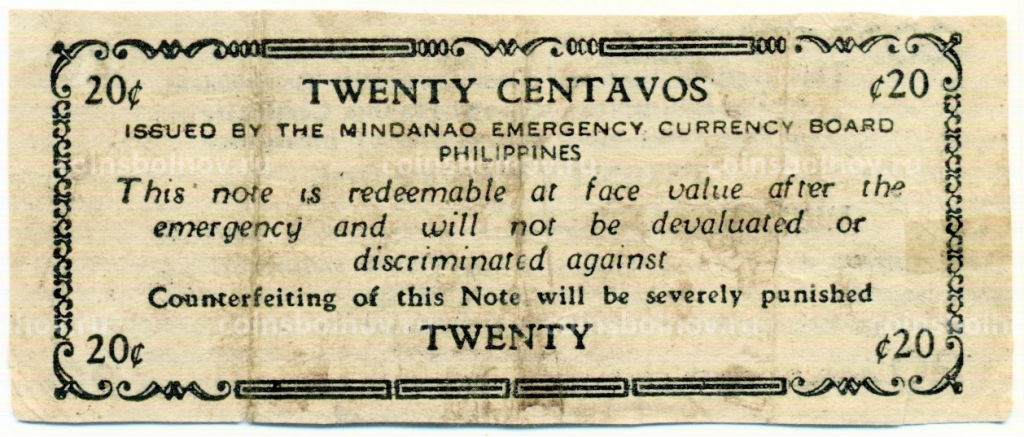 20¢ TWENTY CENTAVOS ¢20
ISSUED BY THE MINDANAO EMERGENCY CURRENCY BOARD
PHILIPPINES
This note is redeemable at face value after the
emergency and will not be devaluated or
discriminated against
Counterfeiting of this Note will be severely punished
20¢ TWENTY ¢20
coinsbolhov.ru